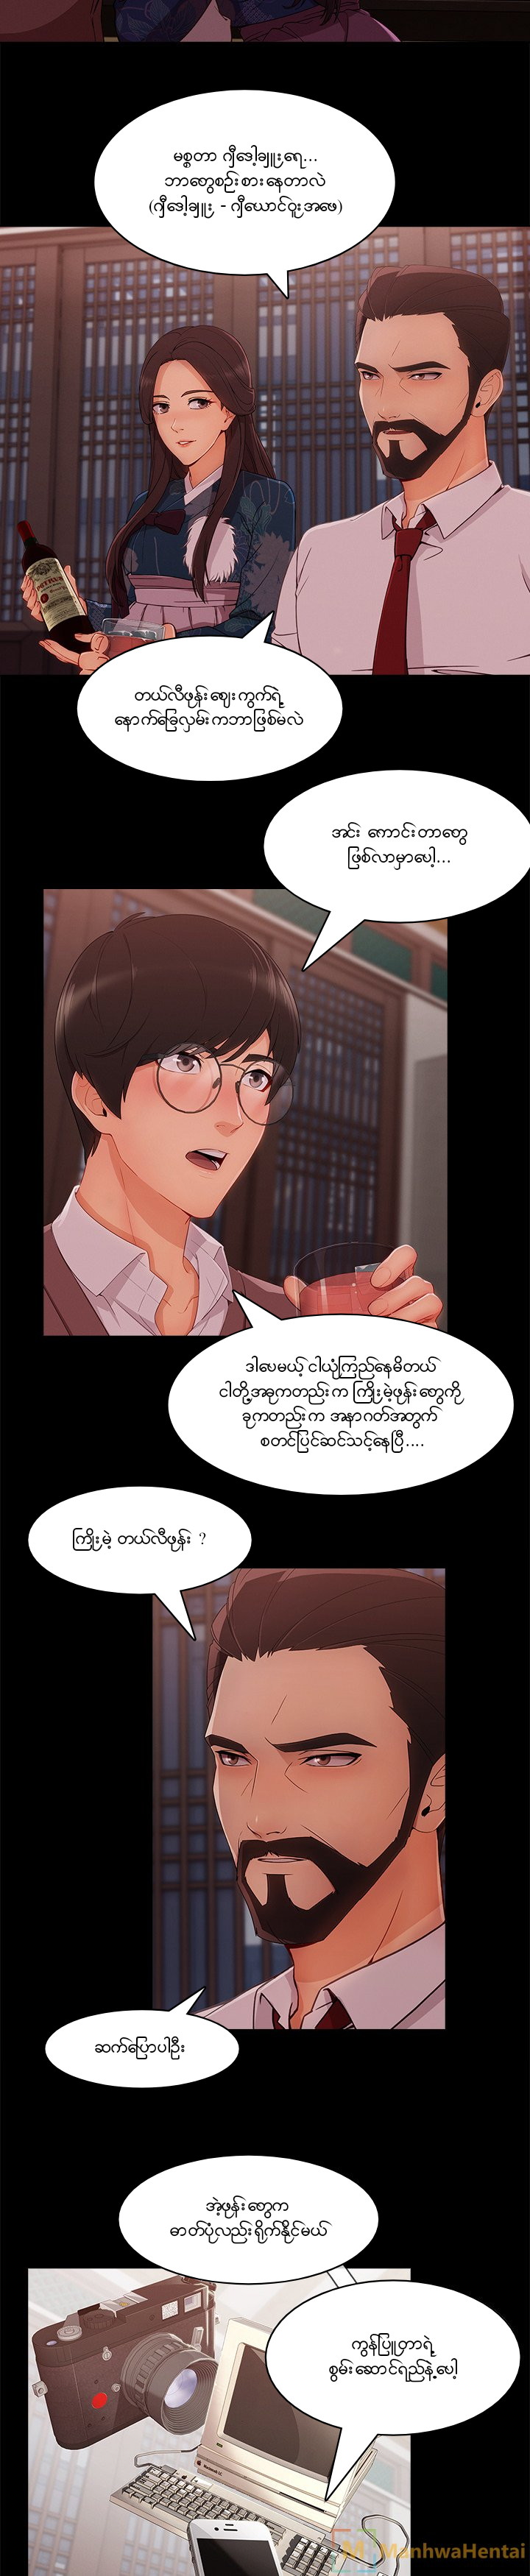 မစ္စတာ ဂျီဒေါ့ချူးရေ...
ဘာတွေစဉ်းစားနေတာလဲ
(ဂျီဒေါ့ချူး - ဂျီယောင်ဝူးအဖေ)
တယ်လီဖုန်းစျေးကွက်ရဲ့
နောက်ခြေလှမ်းကဘာဖြစ်မလဲ
အင်း ကောင်းတာတွေ
ဖြစ်လာမှာပေါ့...
ဒါပေမယ့် ငါယုံကြည်နေမိတယ်
ငါတို့အခုကတည်းက ကြိုးမဲ့ဖုန်းတွေကို
ခုကတည်းက အနာဂတ်အတွက်
စတင်ပြင်ဆင်သင့်နေပြီ....
ကြိုးမဲ့ တယ်လီဖုန်း ?
ဆက်ပြောပါဦး
အဲ့ဖုန်းတွေက
ဓာတ်ပုံလည်းရိုက်နိုင်မယ်
ကွန်ပြူတာရဲ့
စွမ်းဆောင်ရည်နဲ့ပေါ့
M ManhwaHentai